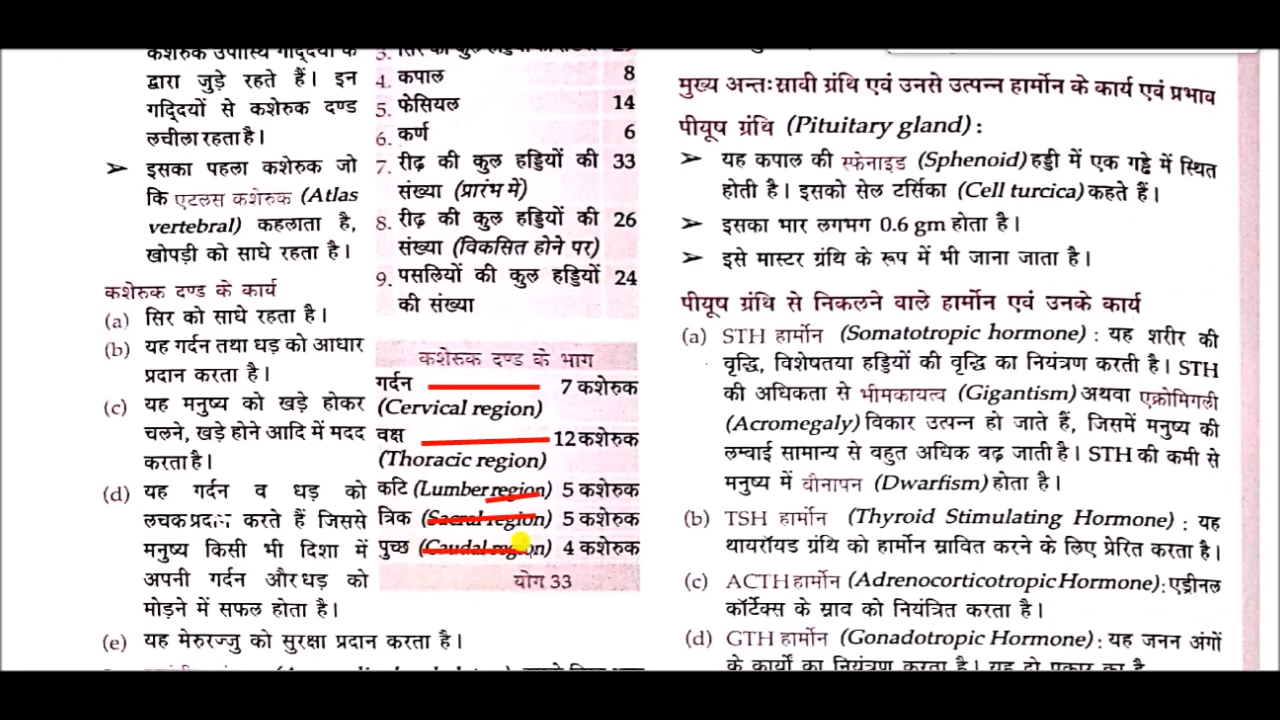 द्वारा जुड़े रहते हैं। इन
गद्दियों से कशेरुक दण्ड
लचीला रहता है।
➤ इसका पहला कशेरुक जो
कि एटलस कशेरुक (Atlas
vertebral) कहलाता है,
खोपड़ी को साधे रहता है।
कशेरुक दण्ड के कार्य
(a) सिर को साधे रहता है।
(b) यह गर्दन तथा धड़ को आधार
प्रदान करता है।
(c) यह मनुष्य को खड़े होकर
चलने, खड़े होने आदि में मदद
करता है।
(d) यह गर्दन व धड़ को
लचक प्रदान करते हैं जिससे
मनुष्य किसी भी दिशा में
अपनी गर्दन और धड़ को
मोड़ने में सफल होता है।
(e) यह मेरुरज्जु को सुरक्षा प्रदान करता है।
4. कपाल 8
5. फेसियल 14
6. कर्ण 6
7. रीढ़ की कुल हड्डियों की 33
संख्या (प्रारंभ में)
8. रीढ़ की कुल हड्डियों की 26
संख्या (विकसित होने पर)
9. पसलियों की कुल हड्डियों 24
की संख्या
कशेरुक दण्ड के भाग
गर्दन 7 कशेरुक
(Cervical region)
वक्ष 12 कशेरुक
(Thoracic region)
कटि (Lumber region) 5 कशेरुक
त्रिक (Sacral region) 5 कशेरुक
पुच्छ (Caudal region) 4 कशेरुक
योग 33
मुख्य अन्तःस्रावी ग्रंथि एवं उनसे उत्पन्न हार्मोन के कार्य एवं प्रभाव
पीयूष ग्रंथि (Pituitary gland) :
➤ यह कपाल की स्फेनाइड (Sphenoid) हड्डी में एक गड्ढे में स्थित
होती है। इसको सेल टर्सिका (Cell turcica) कहते हैं।
➤ इसका भार लगभग 0.6 gm होता है।
➤ इसे मास्टर ग्रंथि के रूप में भी जाना जाता है।
पीयूष ग्रंथि से निकलने वाले हार्मोन एवं उनके कार्य
(a) STH हार्मोन (Somatotropic hormone) : यह शरीर की
वृद्धि, विशेषतया हड्डियों की वृद्धि का नियंत्रण करती है। STH
की अधिकता से भीमकायत्व (Gigantism) अथवा एक्रोमिगली
(Acromegaly) विकार उत्पन्न हो जाते हैं, जिसमें मनुष्य की
लम्बाई सामान्य से बहुत अधिक बढ़ जाती है। STH की कमी से
मनुष्य में बौनापन (Dwarfism) होता है।
(b) TSH हार्मोन (Thyroid Stimulating Hormone) : यह
थायरॉयड ग्रंथि को हार्मोन स्रावित करने के लिए प्रेरित करता है।
(c) ACTH हार्मोन (Adrenocorticotropic Hormone) : एड्रीनल
कॉर्टेक्स के स्राव को नियंत्रित करता है।
(d) GTH हार्मोन (Gonadotropic Hormone) : यह जनन अंगों
के कार्यों का नियंत्रण करता है। यह दो प्रकार का है